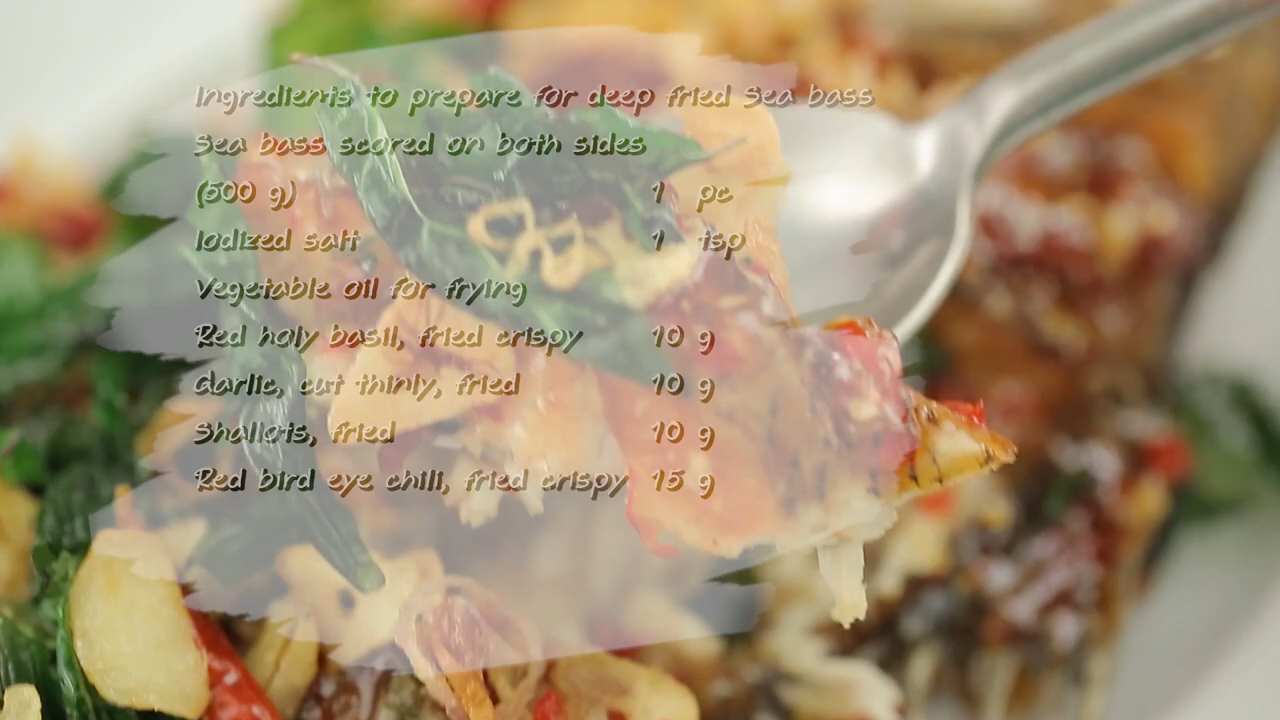 Ingredients to prepare for deep fried Sea bass
Sea bass scored on both sides
(500 g) 1 pc
Iodized salt 1 tsp
Vegetable oil for frying
Red holy basil, fried crispy 10 g
Garlic, cut thinly, fried 10 g
Shallots, fried 10 g
Red bird eye chili, fried crispy 15 g